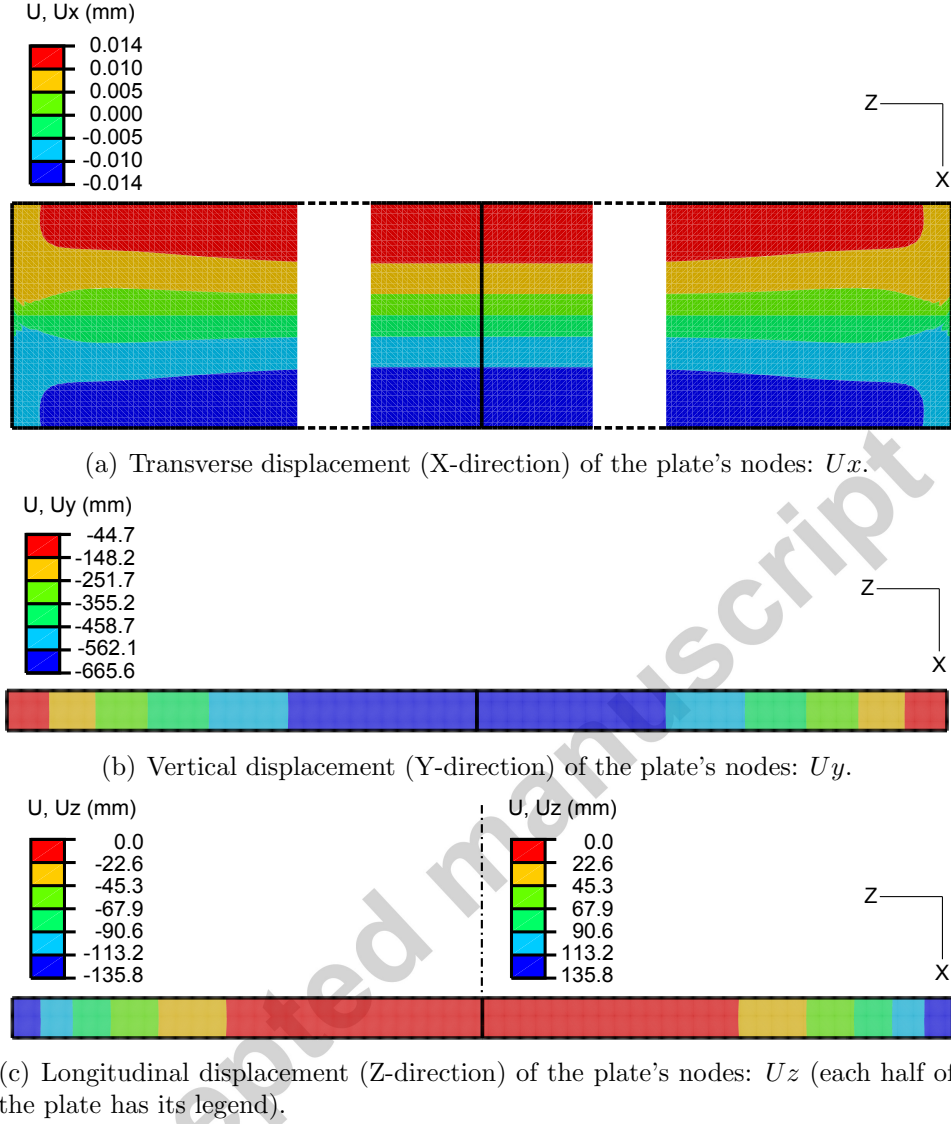 U, Ux (mm)
0.014
0.010
0.005
0.000
-0.005
-0.010
-0.014
Z
X
(a) Transverse displacement (X-direction) of the plate's nodes: Ux.
U, Uy (mm)
-44.7
-148.2
-251.7
-355.2
-458.7
-562.1
-665.6
Z
X
(b) Vertical displacement (Y-direction) of the plate's nodes: Uy.
U, Uz (mm)
0.0
-22.6
-45.3
-67.9
-90.6
-113.2
-135.8
U, Uz (mm)
0.0
22.6
45.3
67.9
90.6
113.2
135.8
Z
X
(c) Longitudinal displacement (Z-direction) of the plate's nodes: Uz (each half of
the plate has its legend).
epted manuscript